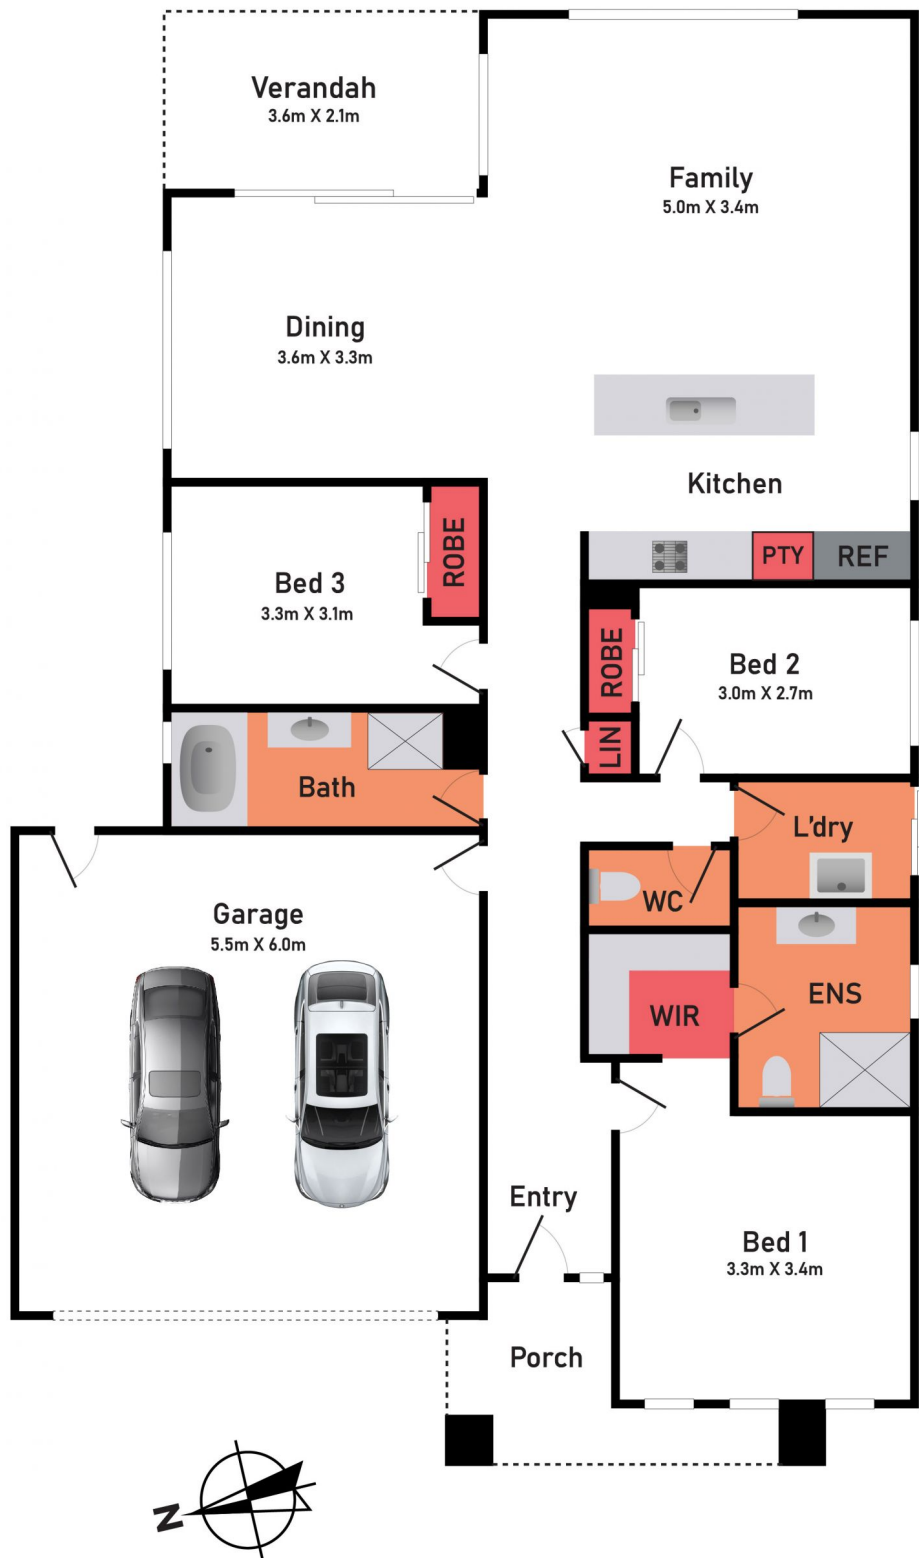 Verandah
3.6m X 2.1m
Family
5.0m X 3.4m
Dining
3.6m X 3.3m
Kitchen
PTY
REF
ROBE
Bed 3
3.3m X 3.1m
ROBE
Bed 2
3.0m X 2.7m
LIN
Bath
L'dry
WC
Garage
5.5m X 6.0m
ENS
WIR
Entry
Bed 1
3.3m X 3.4m
Porch
N